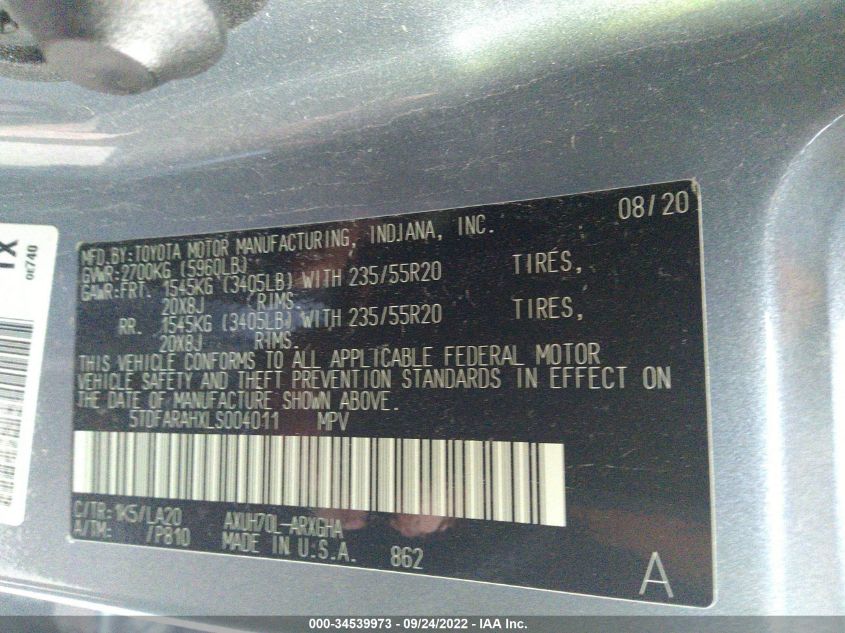 08/20
MFD.BY:TOYOTA MOTOR MANUFACTURING, INDIANA, INC.
GVWR:2700KG (5960LB)
GAWR:FRT. 1545KG (3405LB) WITH 235/55R20 TIRES,
20X8J RIMS.
RR. 1545KG (3405LB) WITH 235/55R20 TIRES,
20X8J RIMS.
THIS VEHICLE CONFORMS TO ALL APPLICABLE FEDERAL MOTOR
VEHICLE SAFETY AND THEFT PREVENTION STANDARDS IN EFFECT ON
THE DATE OF MANUFACTURE SHOWN ABOVE.
5TDFARAHXLS004011 MPV
C/TR:1K5/LA20 AXUH70L-ARXGHA
A/TM: /P810 MADE IN U.S.A. 862
A
TX
0E740
000-34539973 - 09/24/2022 - IAA Inc.